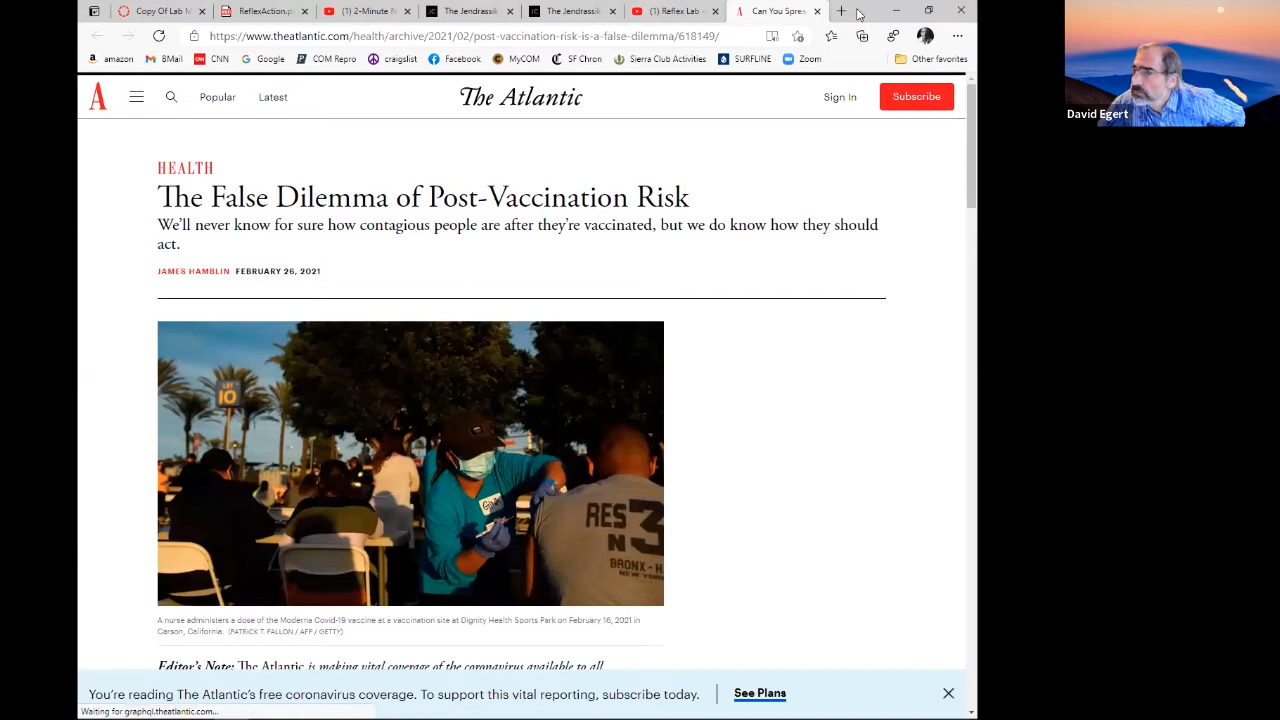 Copy Of Lab M
ReflexAction.p
(1) 2-Minute N
The Jendrassik
The Jendrassik
(1) Reflex Lab -
Can You Sprea
https://www.theatlantic.com/health/archive/2021/02/post-vaccination-risk-is-a-false-dilemma/618149/
amazon BMail CNN Google COM Repro craigslist Facebook MyCOM SF Chron Sierra Club Activities SURFLINE Zoom Other favorites
A Popular Latest The Atlantic Sign In Subscribe
HEALTH
The False Dilemma of Post-Vaccination Risk
We'll never know for sure how contagious people are after they're vaccinated, but we do know how they should
act.
JAMES HAMBLIN FEBRUARY 26, 2021
LOT
10
GINA
RES 3
N
BRONX - H
NEW YORK
A nurse administers a dose of the Moderna Covid-19 vaccine at a vaccination site at Dignity Health Sports Park on February 16, 2021 in
Carson, California. (PATRICK T. FALLON / AFP / GETTY)
Editor's Note: The Atlantic is making vital coverage of the coronavirus available to all
You're reading The Atlantic's free coronavirus coverage. To support this vital reporting, subscribe today. See Plans
Waiting for graphql.theatlantic.com...
David Egert